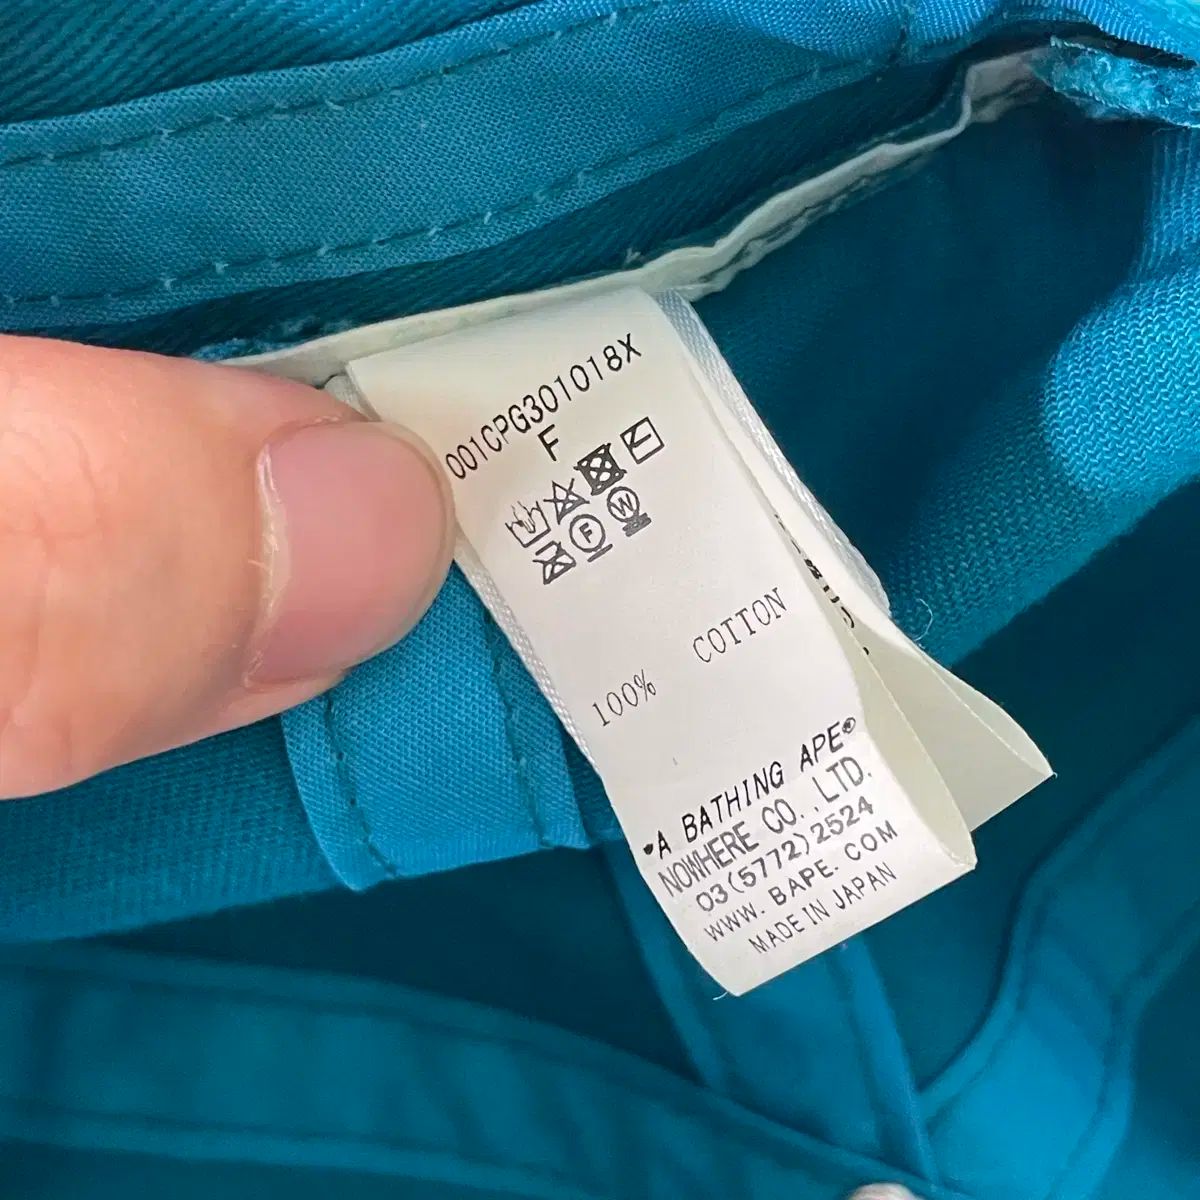 001CPG301018X
F
F W
100% COTTON
*A BATHING APE®
NOWHERE CO.,LTD.
03(5772)2524
WWW.BAPE.COM
MADE IN JAPAN